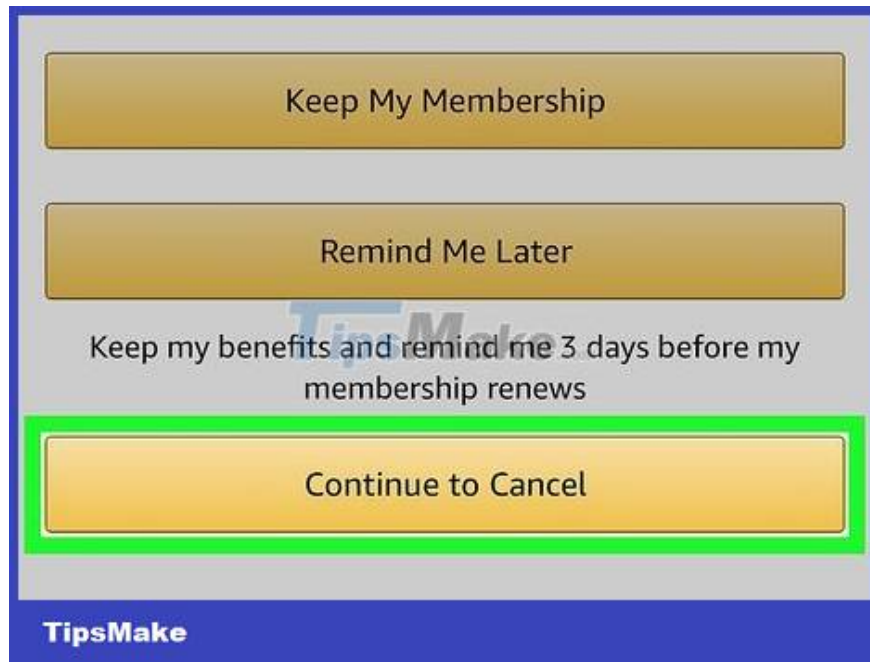 Keep My Membership
Remind Me Later
TipsMake
Keep my benefits and remind me 3 days before my
membership renews
Continue to Cancel
TipsMake